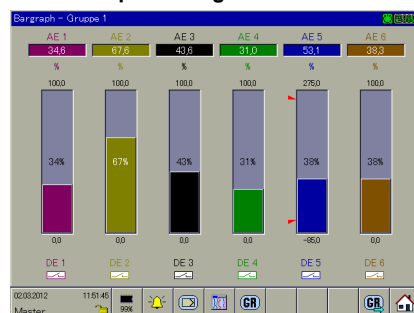 Bargraph - Gruppe 1
AE 1 AE 2 AE 3 AE 4 AE 5 AE 6
34,6 67,6 43,6 31,0 53,1 38,3
% % % % % %
100,0 100,0 100,0 100,0 275,0 100,0
34% 67% 43% 31% 38% 38%
0,0 0,0 0,0 0,0 -85,0 0,0
DE 1 DE 2 DE 3 DE 4 DE 5 DE 6
02.03.2012 11:51:45
Master 99% GR GR